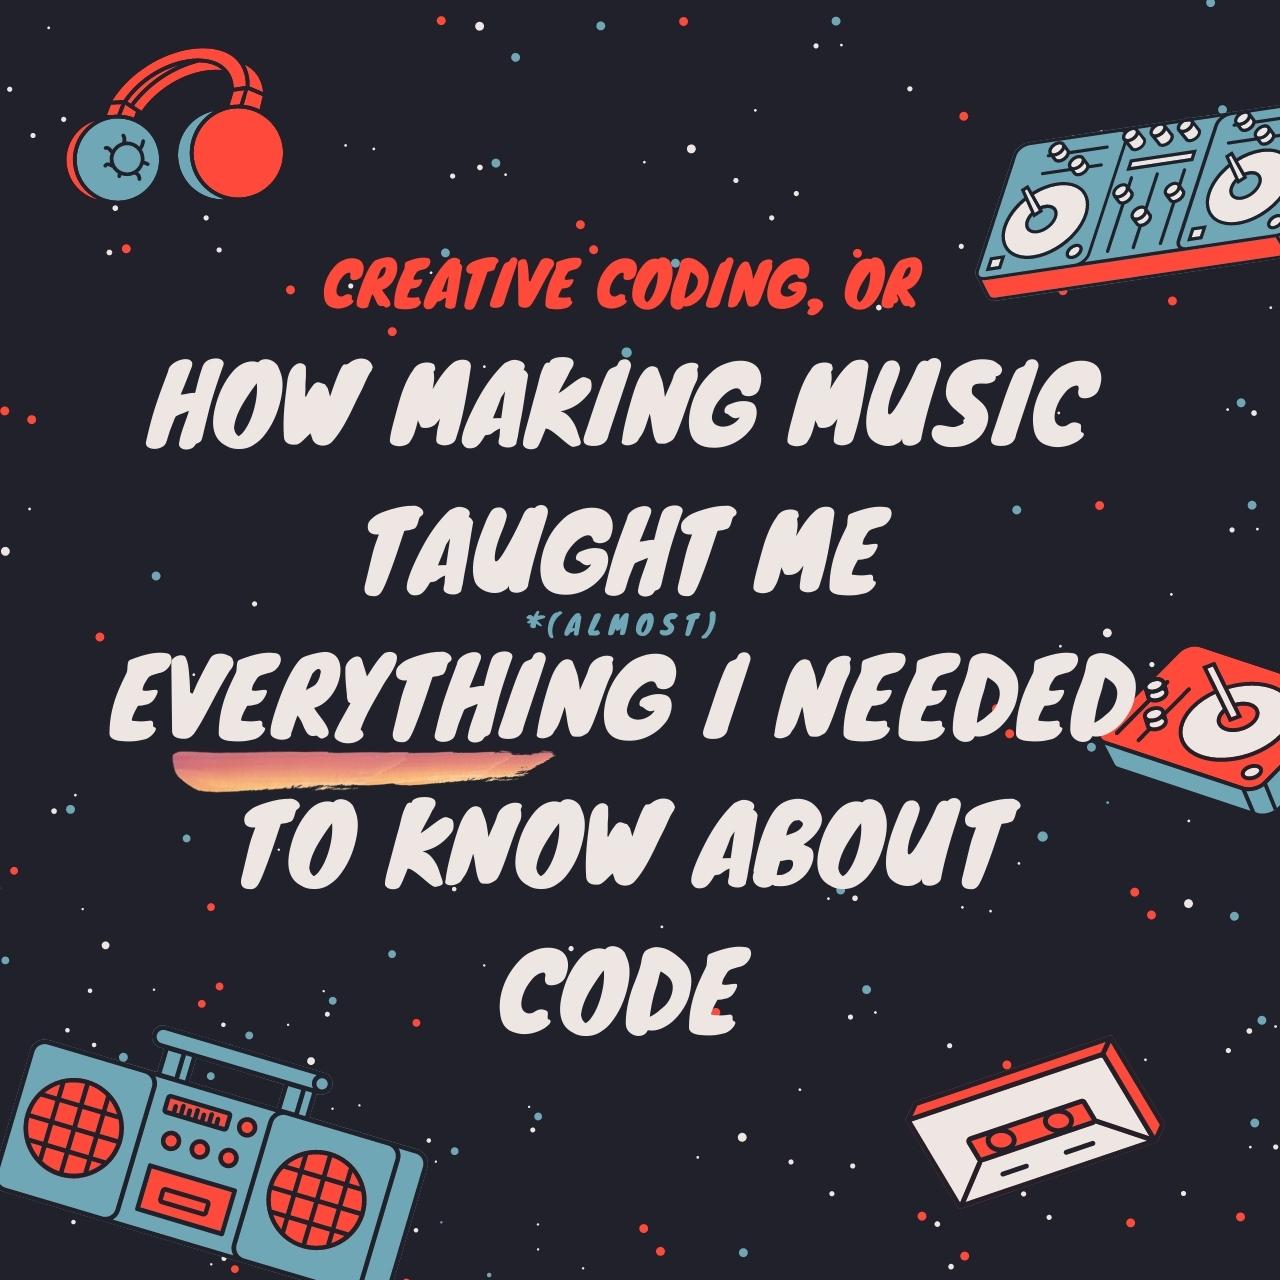 CREATIVE CODING, OR
HOW MAKING MUSIC
TAUGHT ME
*(ALMOST)
EVERYTHING I NEEDED
TO KNOW ABOUT
CODE